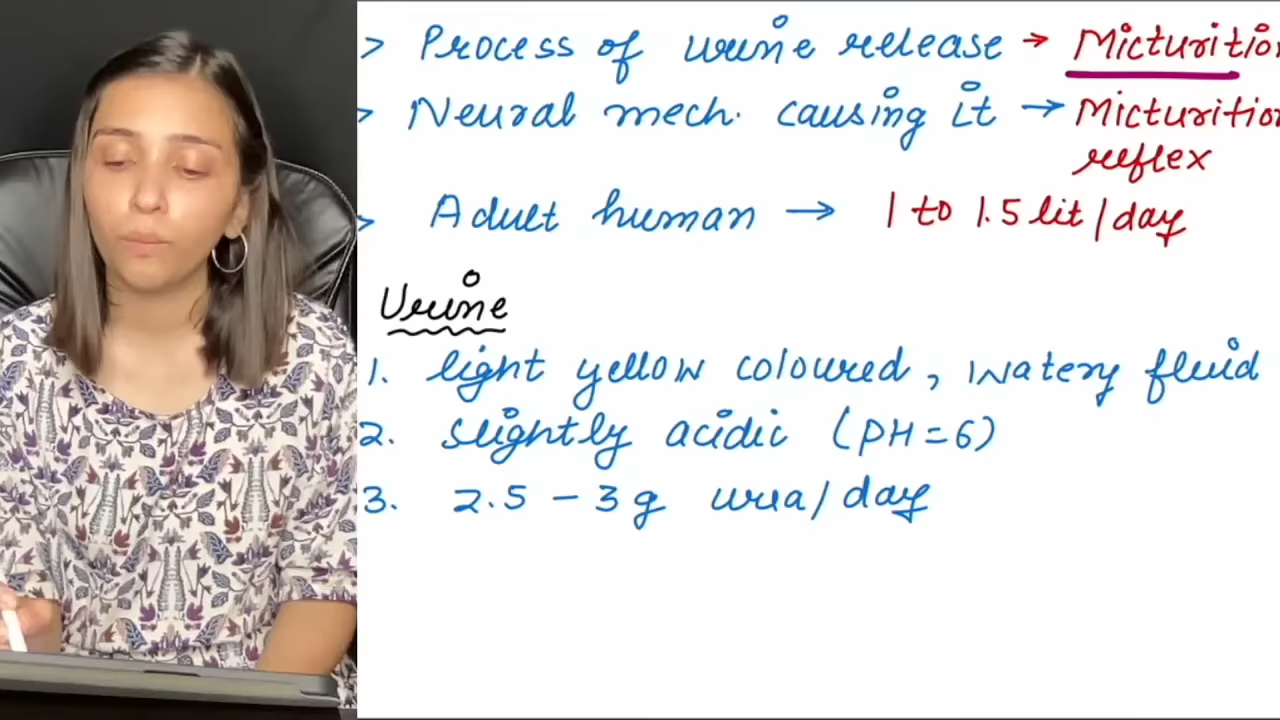 > Process of urine release → Micturition
> Neural mech. causing it → Micturition
reflex
> Adult human → 1 to 1.5 lit/day
Urine
1. light yellow coloured, watery fluid
2. slightly acidic (PH=6)
3. 2.5 – 3g urea/day